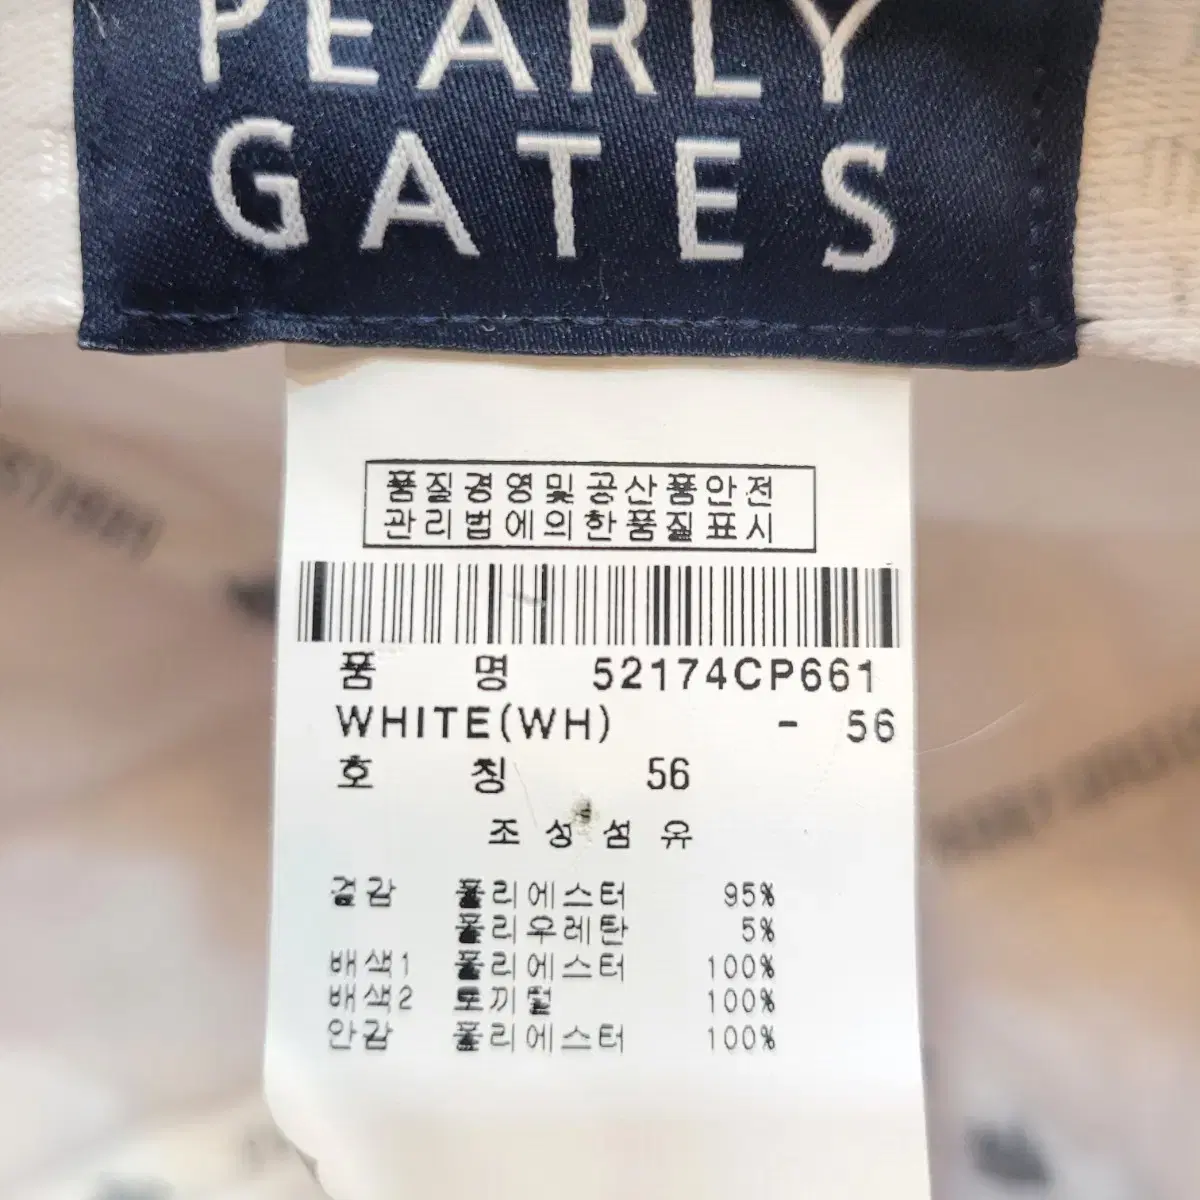 PEARLY
GATES
품질경영및공산품안전
관리법에의한품질표시
품 명 52174CP661
WHITE(WH) - 56
호 칭 56
조성섬유
겉감 폴리에스터 95%
폴리우레탄 5%
배색1 폴리에스터 100%
배색2 토끼털 100%
안감 폴리에스터 100%